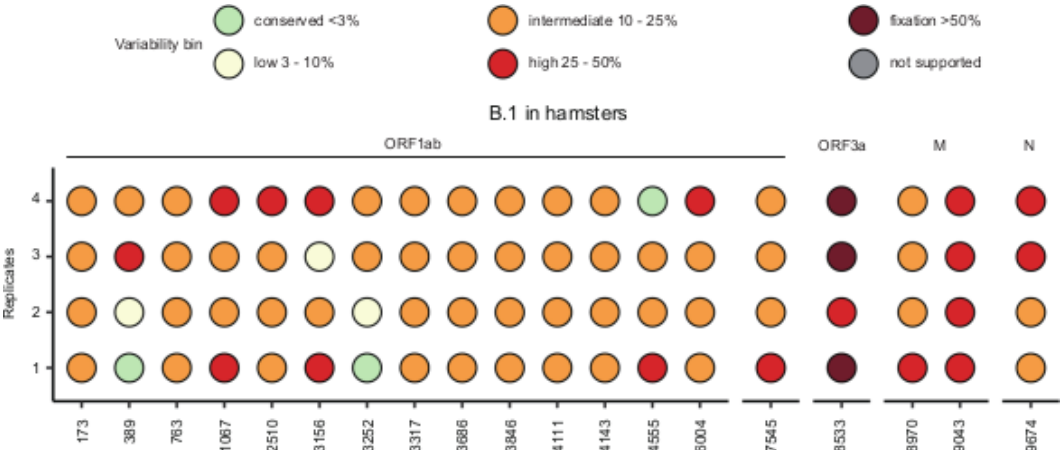 conserved <3%
intermediate 10 - 25%
fixation >50%
Variability bin
low 3 - 10%
high 25 - 50%
not supported
B.1 in hamsters
ORF1ab
ORF3a
M
N
Replicates
4
3
2
1
173
389
763
1067
2510
3156
3252
3317
3686
3846
4111
4143
4555
6004
7545
8533
8970
9043
9674